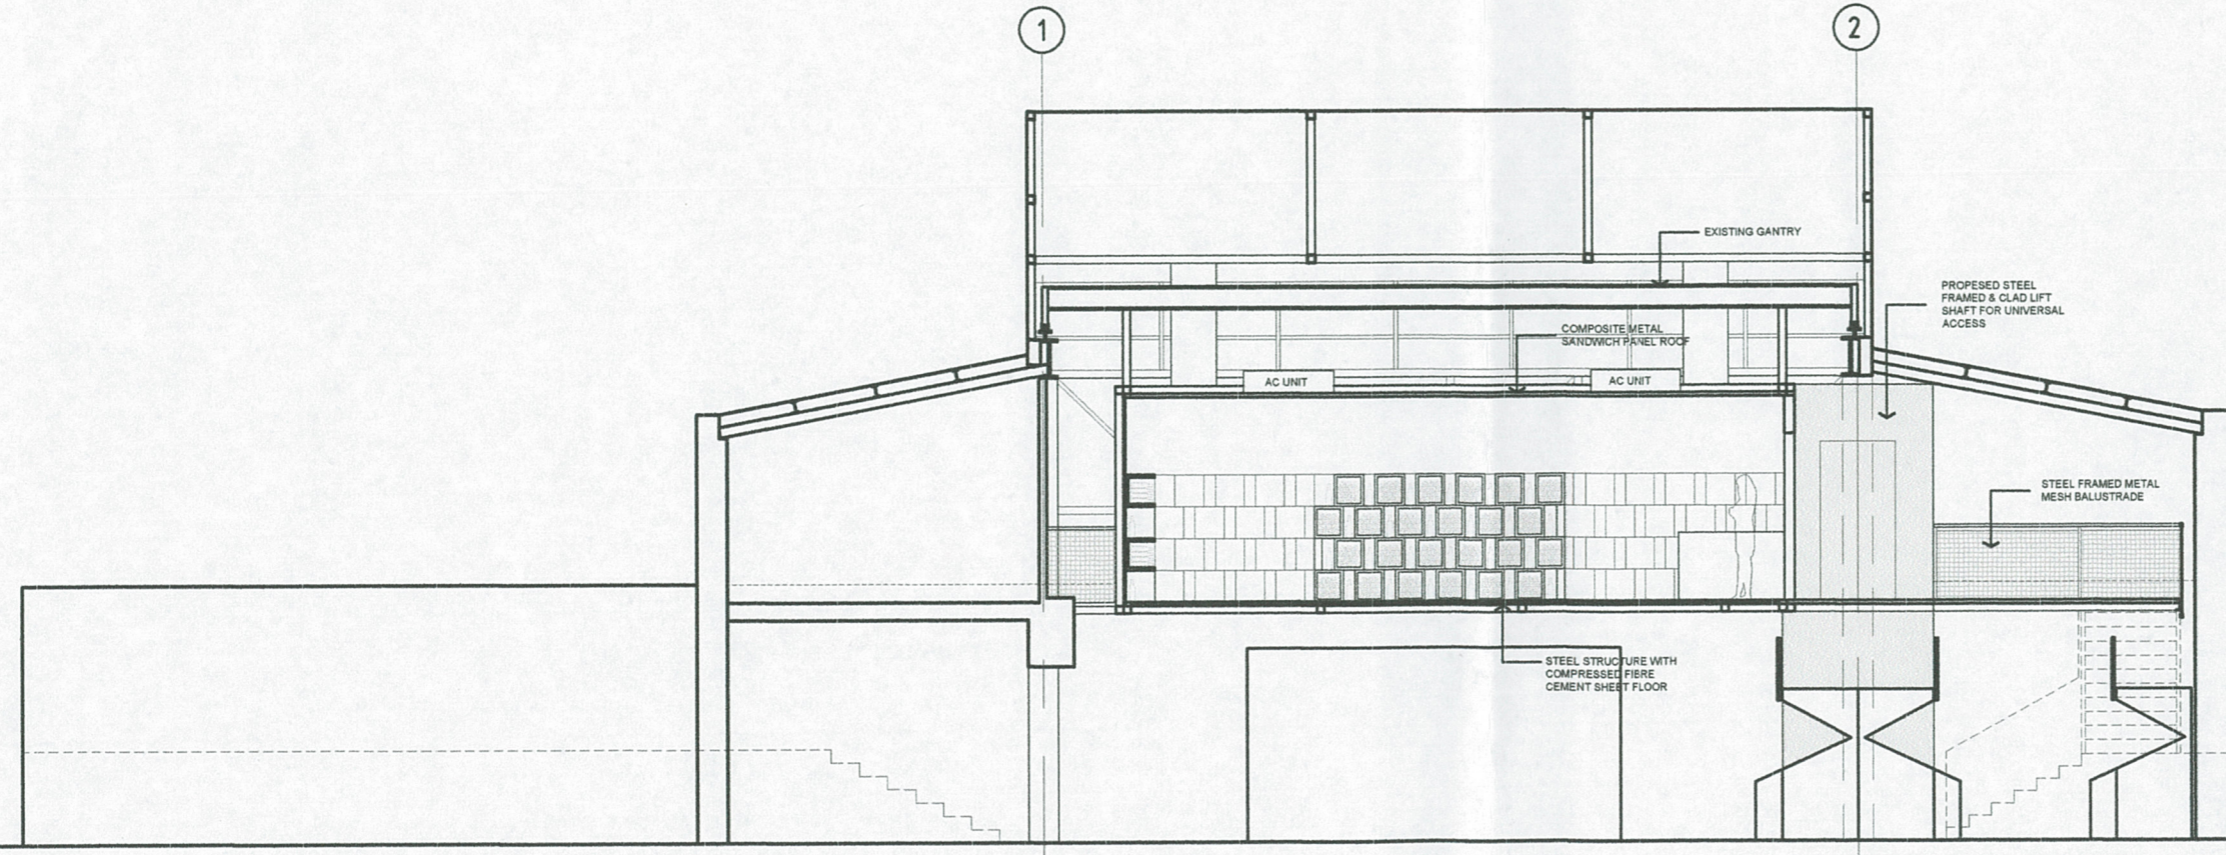 1
2
EXISTING GANTRY
PROPESED STEEL
FRAMED & CLAD LIFT
SHAFT FOR UNIVERSAL
ACCESS
COMPOSITE METAL
SANDWICH PANEL ROOF
AC UNIT
AC UNIT
STEEL FRAMED METAL
MESH BALUSTRADE
STEEL STRUCTURE WITH
COMPRESSED FIBRE
CEMENT SHEET FLOOR